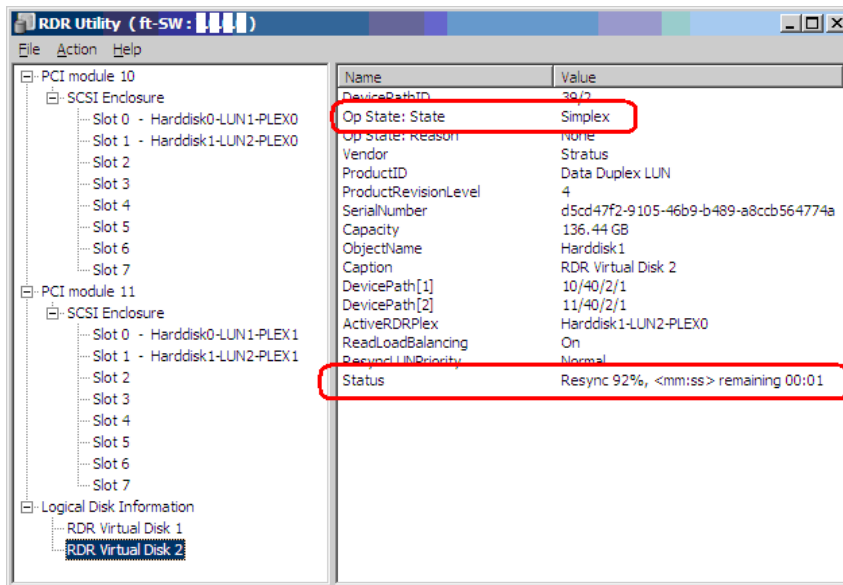 RDR Utility ( ft-SW : . . . )
File Action Help
PCI module 10
SCSI Enclosure
Slot 0 - Harddisk0-LUN1-PLEX0
Slot 1 - Harddisk1-LUN2-PLEX0
Slot 2
Slot 3
Slot 4
Slot 5
Slot 6
Slot 7
PCI module 11
SCSI Enclosure
Slot 0 - Harddisk0-LUN1-PLEX1
Slot 1 - Harddisk1-LUN2-PLEX1
Slot 2
Slot 3
Slot 4
Slot 5
Slot 6
Slot 7
Logical Disk Information
RDR Virtual Disk 1
RDR Virtual Disk 2
Name Value
DevicePathID 39/2
Op State: State Simplex
Op State: Reason None
Vendor Stratus
ProductID Data Duplex LUN
ProductRevisionLevel 4
SerialNumber d5cd47f2-9105-46b9-b489-a8ccb564774a
Capacity 136.44 GB
ObjectName Harddisk1
Caption RDR Virtual Disk 2
DevicePath[1] 10/40/2/1
DevicePath[2] 11/40/2/1
ActiveRDRPlex Harddisk1-LUN2-PLEX0
ReadLoadBalancing On
ResyncLUNPriority Normal
Status Resync 92%, <mm:ss> remaining 00:01